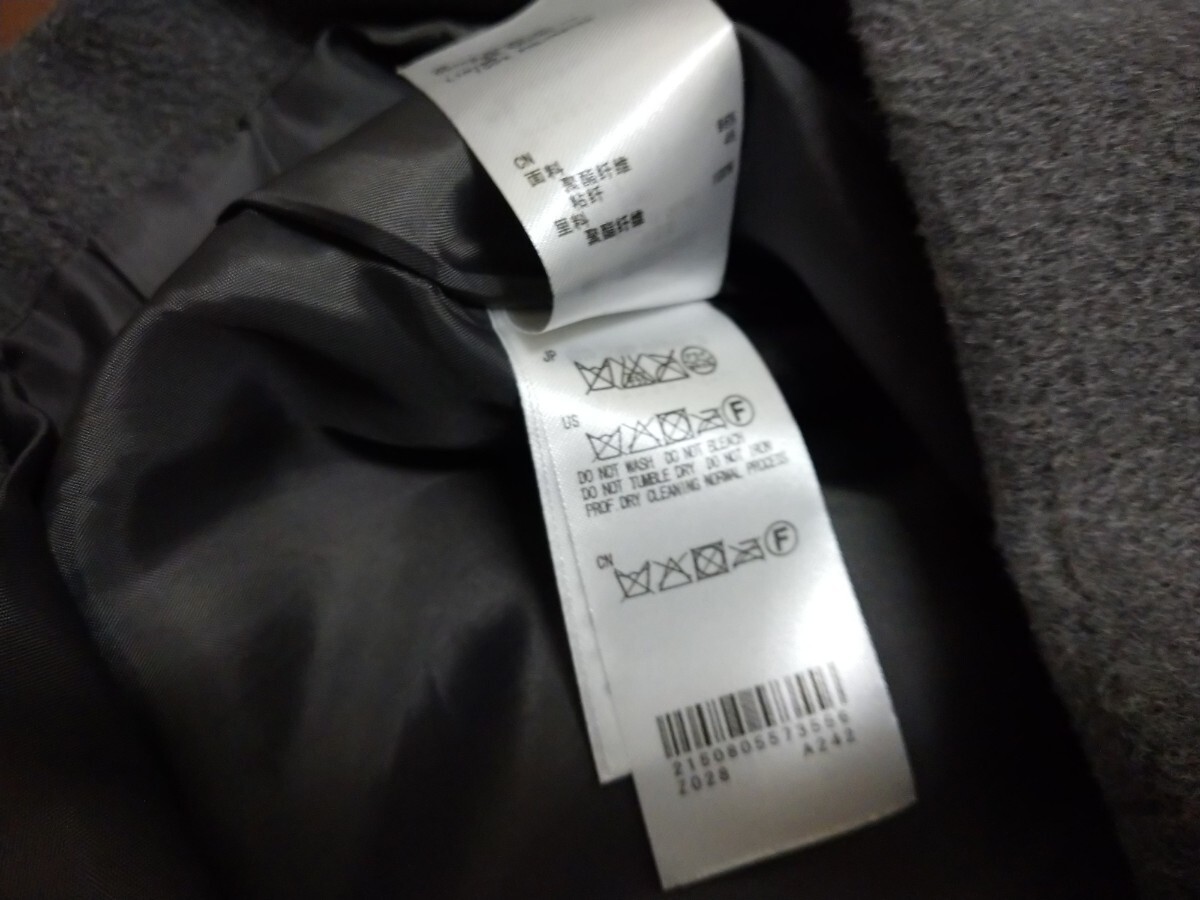 CN
面料
聚酯纤维
粘纤
里料
聚酯纤维
JP
US
F
DO NOT WASH DO NOT BLEACH
DO NOT TUMBLE DRY DO NOT IRON
PROF.DRY CLEANING NORMAL PROCESS
CN
F
A242
Z028